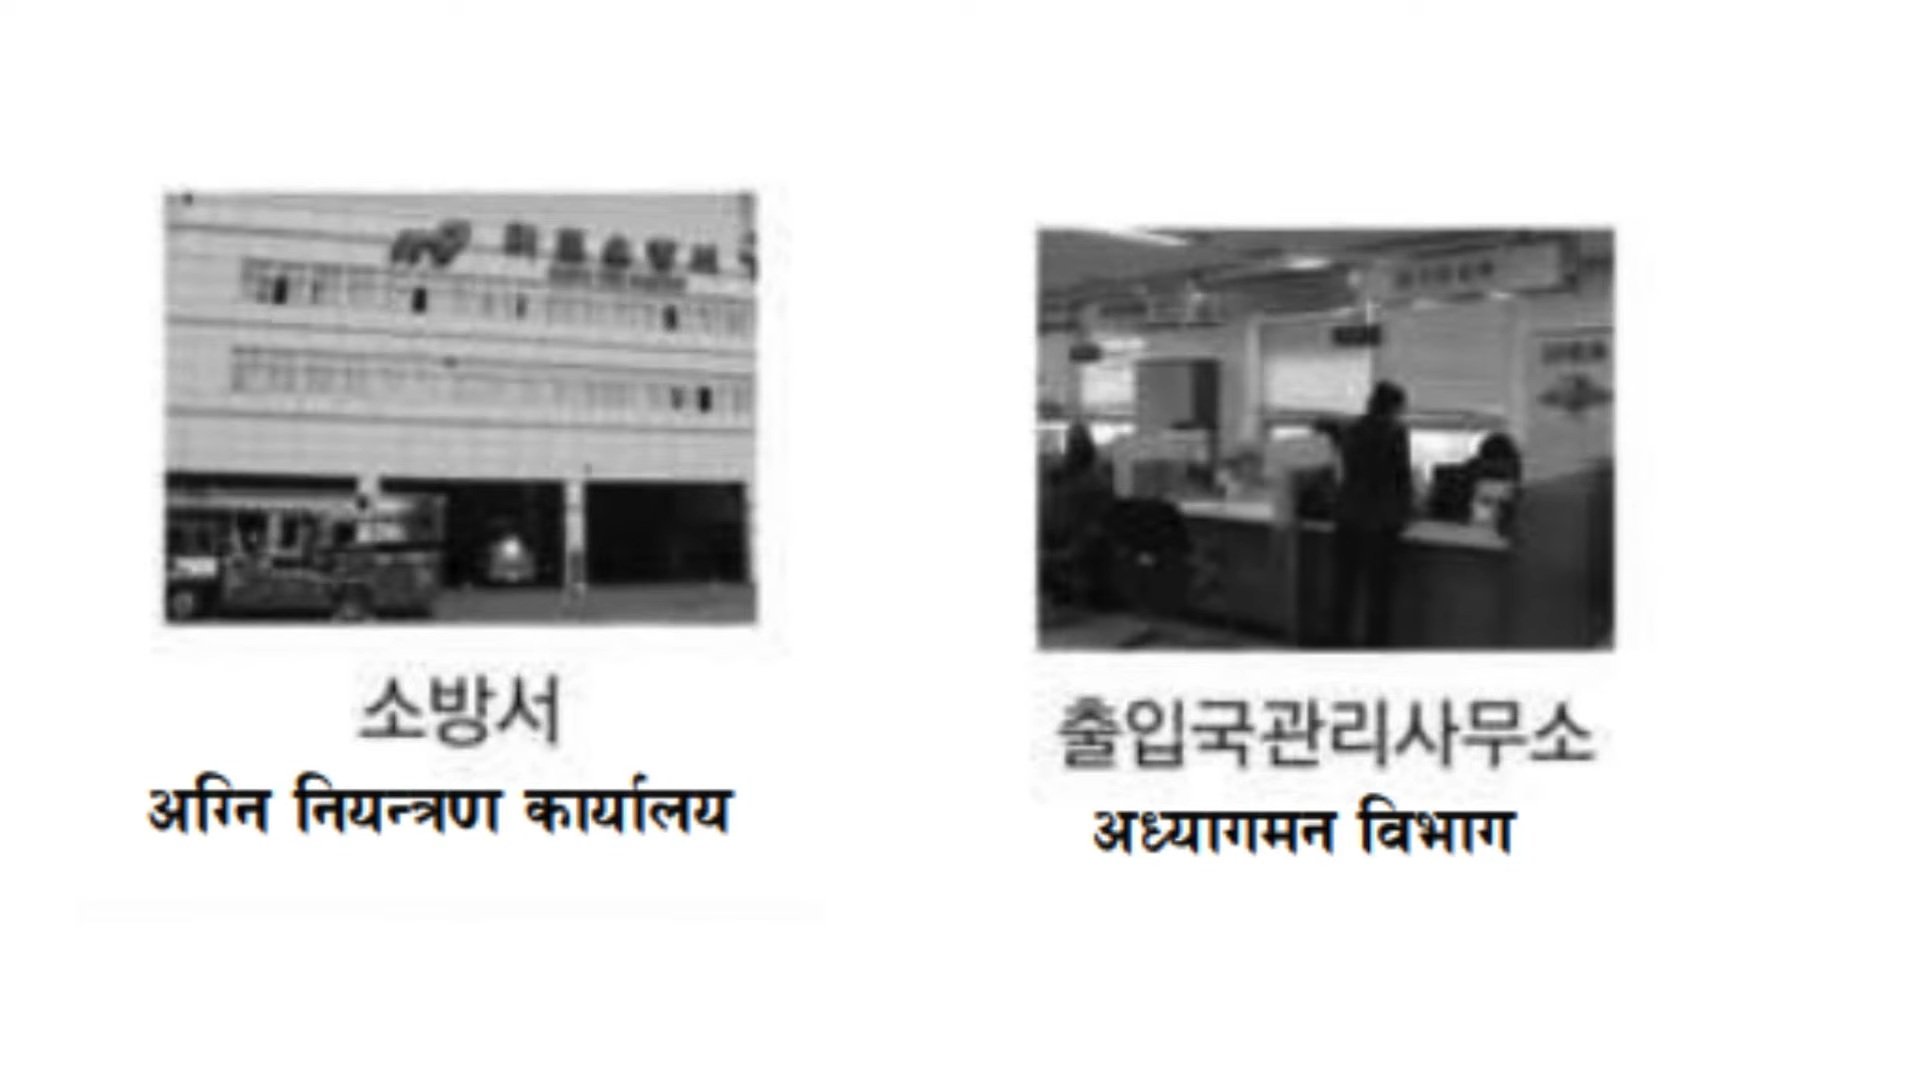 소방서
अग्नि नियन्त्रण कार्यालय
출입국관리사무소
अध्यागमन विभाग